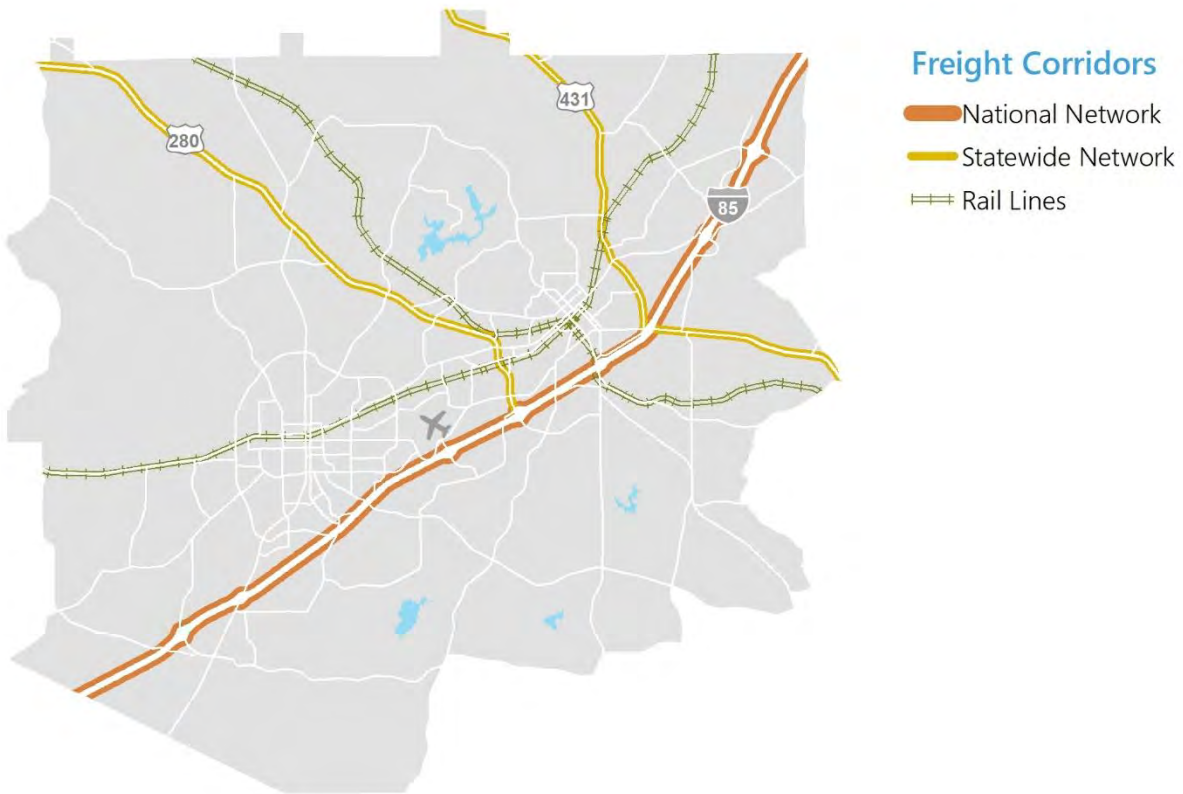 431
280
85
Freight Corridors
National Network
Statewide Network
Rail Lines